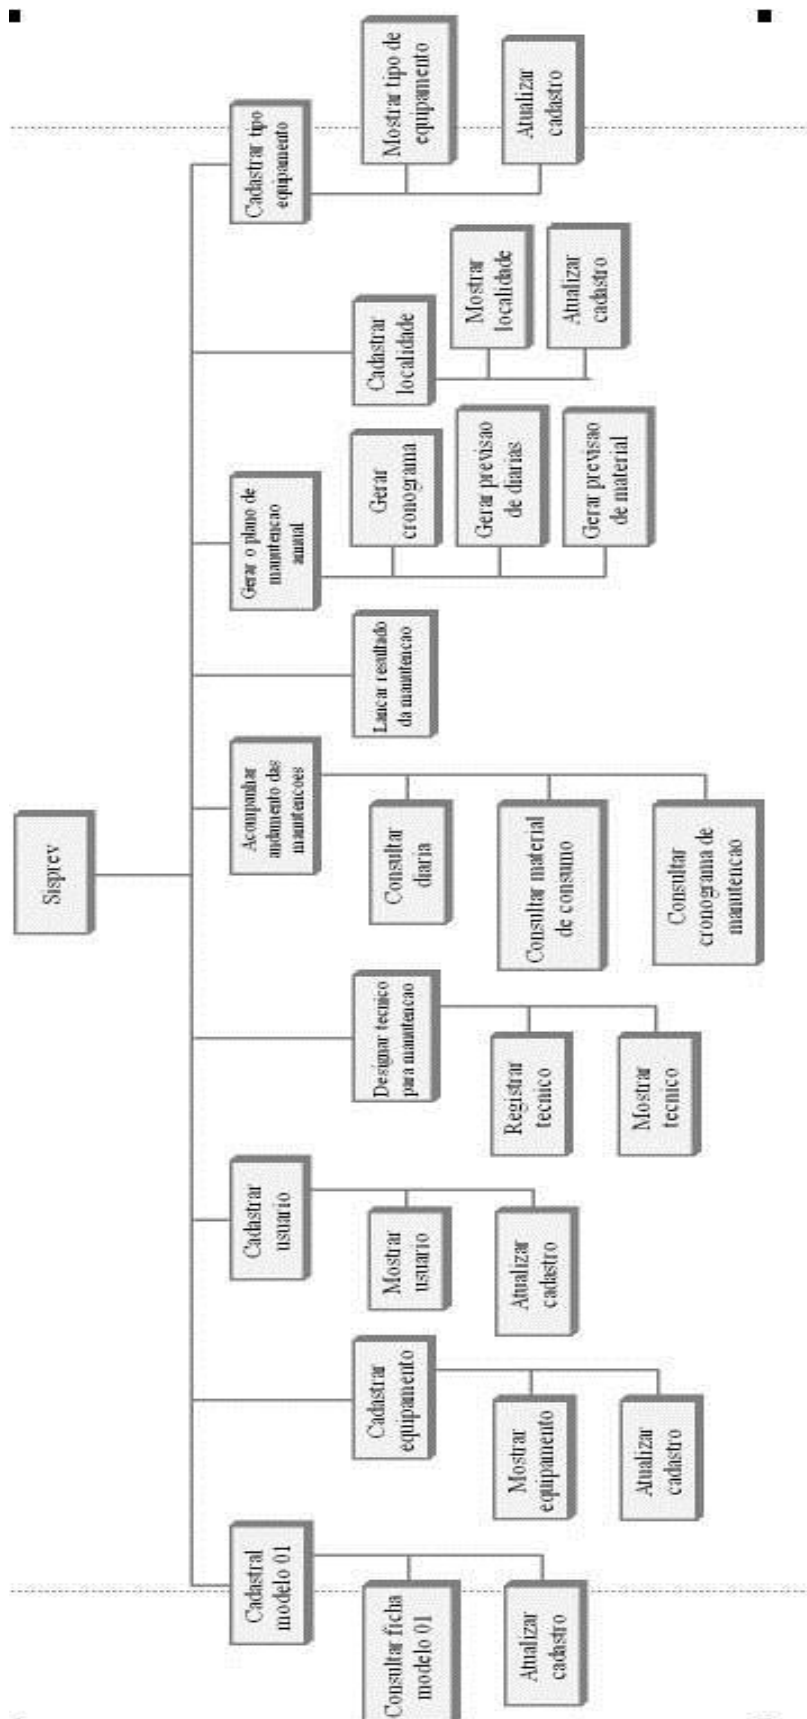 Sisprev
Cadastral
modelo 01
Consultar ficha
modelo 01
Atualizar
cadastro
Cadastrar
equipamento
Mostrar
equipamento
Atualizar
cadastro
Cadastrar
usuario
Mostrar
usuario
Atualizar
cadastro
Designar tecnico
para manutencao
Registrar
tecnico
Mostrar
tecnico
Acompanhar
andamento das
manutencoes
Consultar
diaria
Consultar material
de consumo
Consultar
cronograma de
manutencao
Lancar resultado
da manutencao
Gerar o plano de
manutencao
anual
Gerar
cronograma
Gerar previsao
de diarias
Gerar previsao
de material
Cadastrar
localidade
Mostrar
localidade
Atualizar
cadastro
Cadastrar tipo
equipamento
Mostrar tipo de
equipamento
Atualizar
cadastro